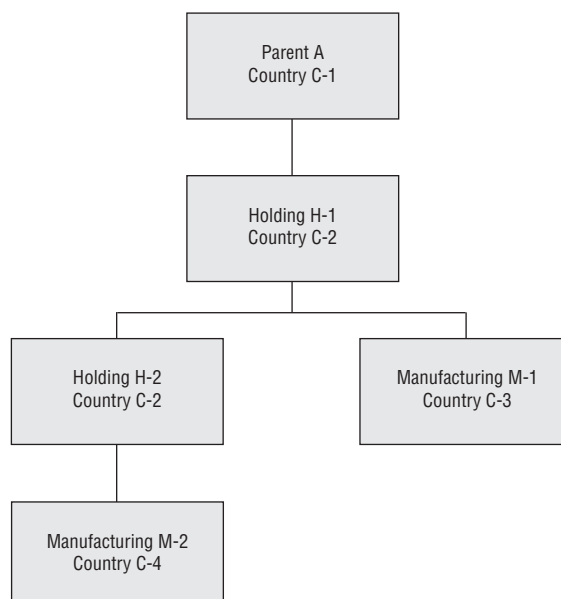 Parent A
Country C-1
Holding H-1
Country C-2
Holding H-2
Country C-2
Manufacturing M-1
Country C-3
Manufacturing M-2
Country C-4